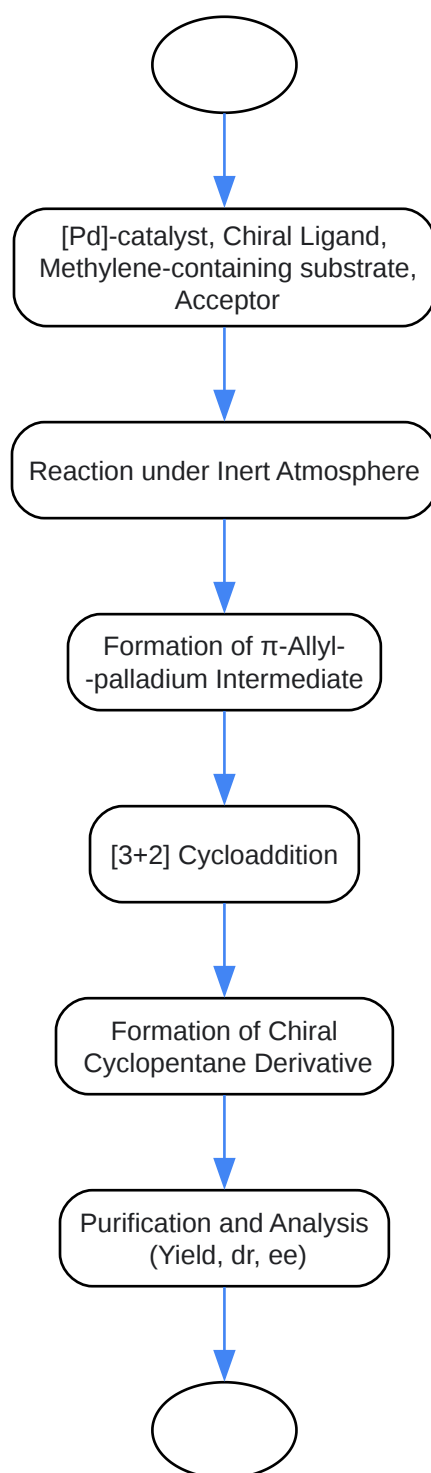 [Pd]-catalyst, Chiral Ligand,
Methylene-containing substrate,
Acceptor
Reaction under Inert Atmosphere
Formation of π-Allyl-
-palladium Intermediate
[3+2] Cycloaddition
Formation of Chiral
Cyclopentane Derivative
Purification and Analysis
(Yield, dr, ee)